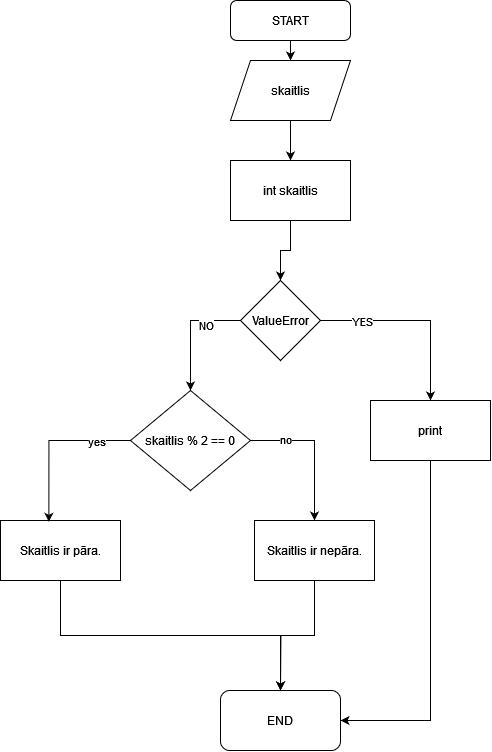 START
skaitlis
int skaitlis
ValueError
NO
YES
skaitlis % 2 == 0
print
yes
no
Skaitlis ir pāra.
Skaitlis ir nepāra.
END